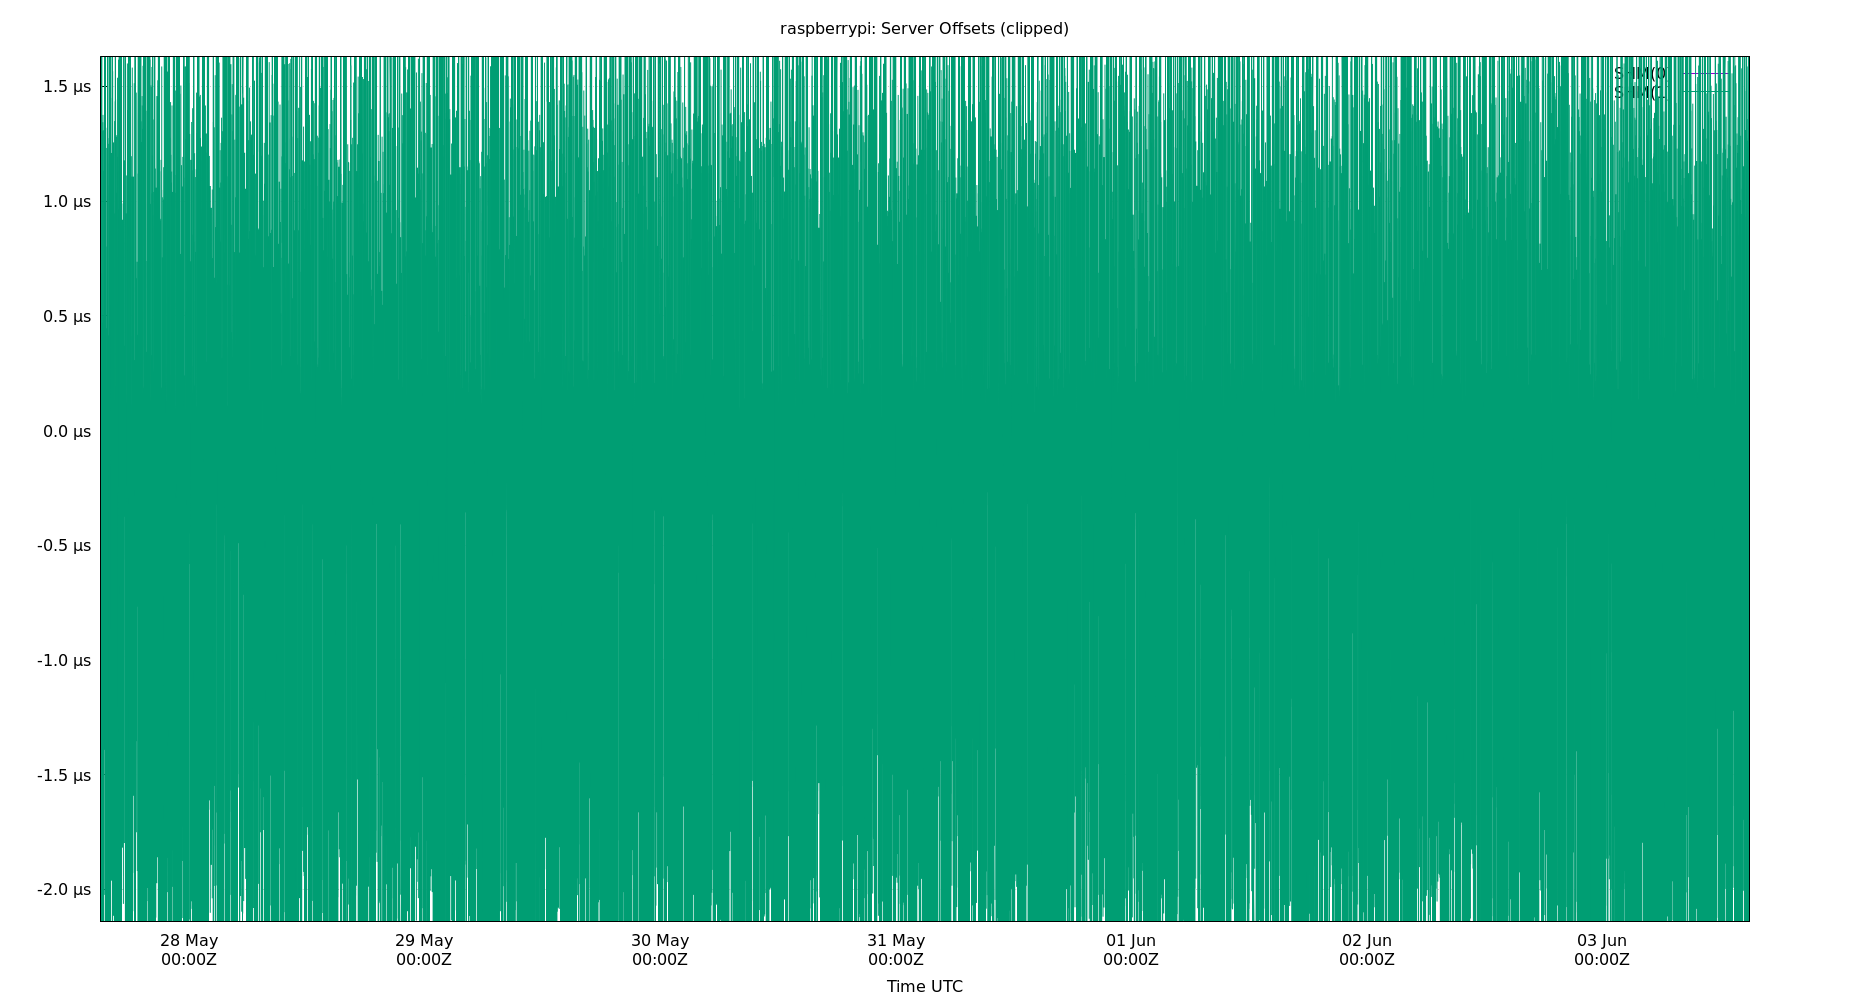 raspberrypi: Server Offsets (clipped)
1.5 µs
1.0 µs
0.5 µs
0.0 µs
-0.5 µs
-1.0 µs
-1.5 µs
-2.0 µs
28 May
00:00Z
29 May
00:00Z
30 May
00:00Z
31 May
00:00Z
01 Jun
00:00Z
02 Jun
00:00Z
03 Jun
00:00Z
Time UTC